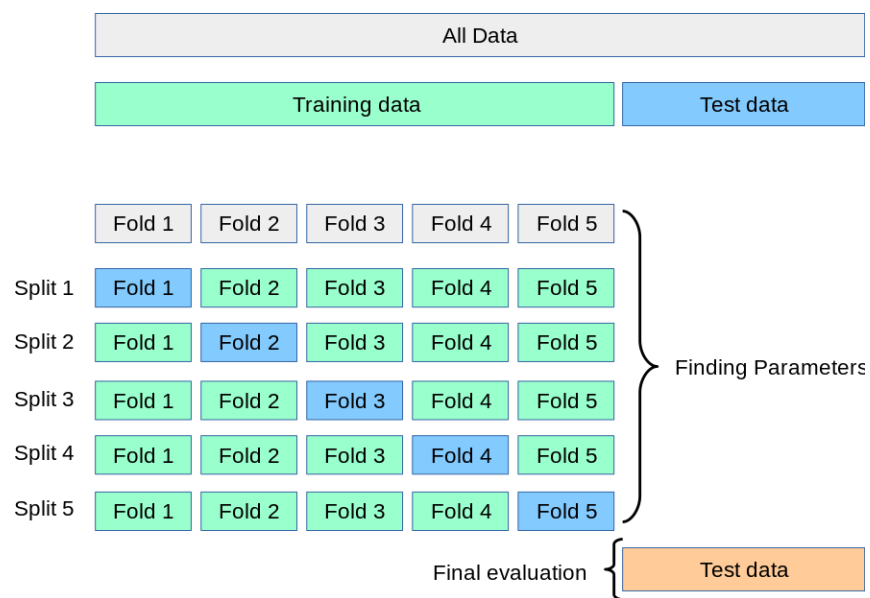 All Data
Training data Test data
Fold 1 Fold 2 Fold 3 Fold 4 Fold 5
Split 1 Fold 1 Fold 2 Fold 3 Fold 4 Fold 5
Split 2 Fold 1 Fold 2 Fold 3 Fold 4 Fold 5
Finding Parameters
Split 3 Fold 1 Fold 2 Fold 3 Fold 4 Fold 5
Split 4 Fold 1 Fold 2 Fold 3 Fold 4 Fold 5
Split 5 Fold 1 Fold 2 Fold 3 Fold 4 Fold 5
Final evaluation Test data